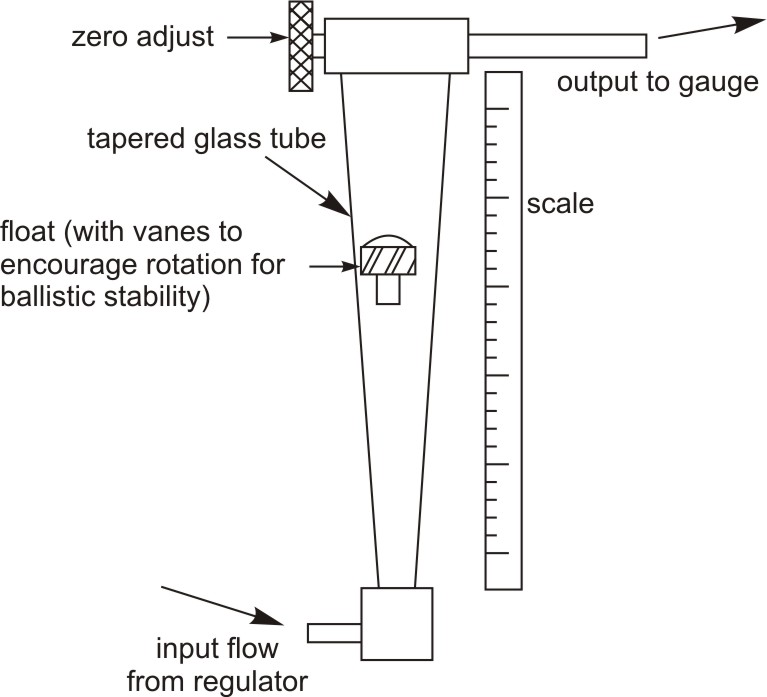 zero adjust
output to gauge
tapered glass tube
scale
float (with vanes to
encourage rotation for
ballistic stability)
input flow
from regulator